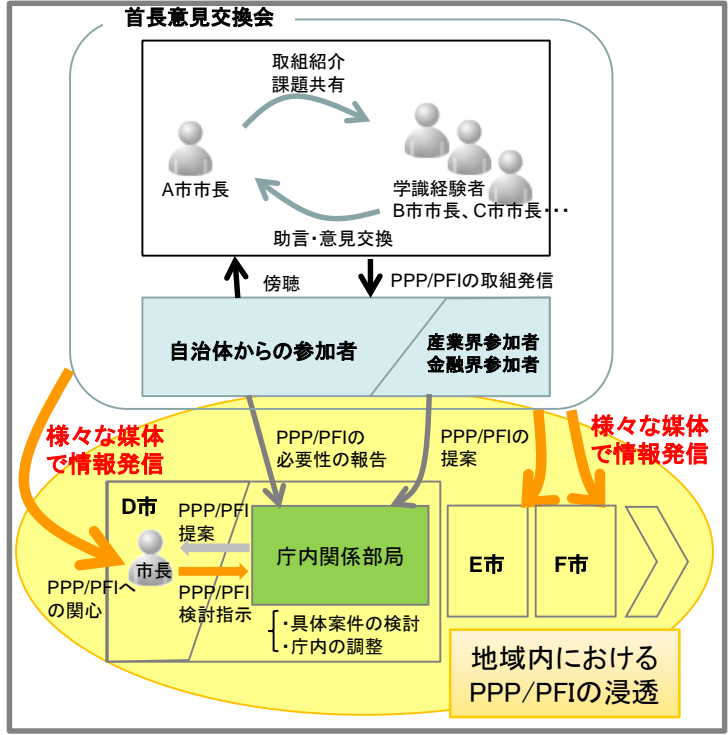 首長意見交換会
取組紹介
課題共有
A市市長
学識経験者
B市市長、C市市長・・・
助言・意見交換
傍聴
PPP/PFIの取組発信
自治体からの参加者
産業界参加者
金融界参加者
様々な媒体
で情報発信
PPP/PFIの
必要性の報告
PPP/PFIの
提案
様々な媒体
で情報発信
D市
PPP/PFI
提案
市長
庁内関係部局
E市
F市
PPP/PFIへ
の関心
PPP/PFI
検討指示
・具体案件の検討
・庁内の調整
地域内における
PPP/PFIの浸透